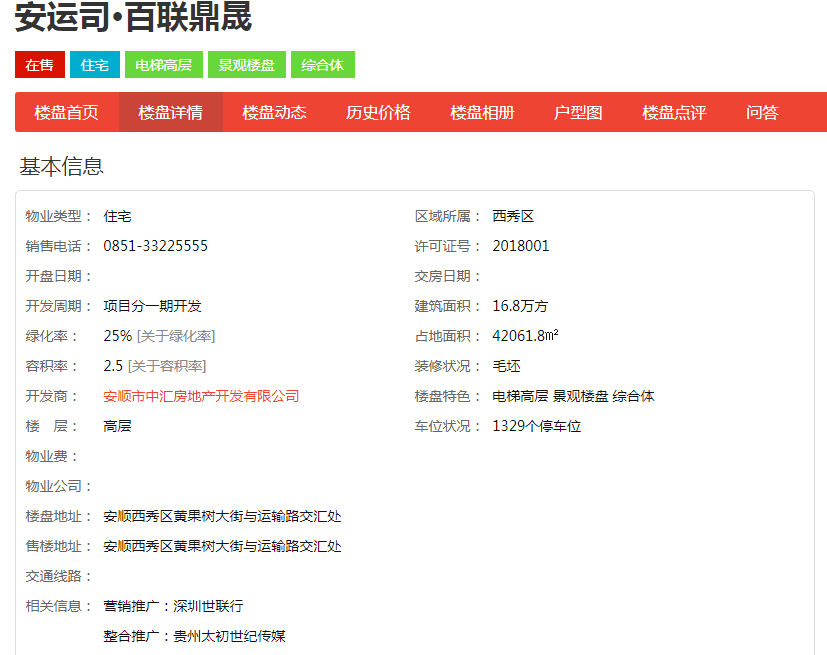 安运司•百联鼎晟
在售 住宅 电梯高层 景观楼盘 综合体
楼盘首页 楼盘详情 楼盘动态 历史价格 楼盘相册 户型图 楼盘点评 问答
基本信息
物业类型： 住宅 区域所属： 西秀区
销售电话： 0851-33225555 许可证号： 2018001
开盘日期： 交房日期：
开发周期： 项目分一期开发 建筑面积： 16.8万方
绿化率： 25% [关于绿化率] 占地面积： 42061.8㎡
容积率： 2.5 [关于容积率] 装修状况： 毛坯
开发商： 安顺市中汇房地产开发有限公司 楼盘特色： 电梯高层 景观楼盘 综合体
楼　层： 高层 车位状况： 1329个停车位
物业费：
物业公司：
楼盘地址： 安顺西秀区黄果树大街与运输路交汇处
售楼地址： 安顺西秀区黄果树大街与运输路交汇处
交通线路：
相关信息： 营销推广：深圳世联行
整合推广：贵州太初世纪传媒